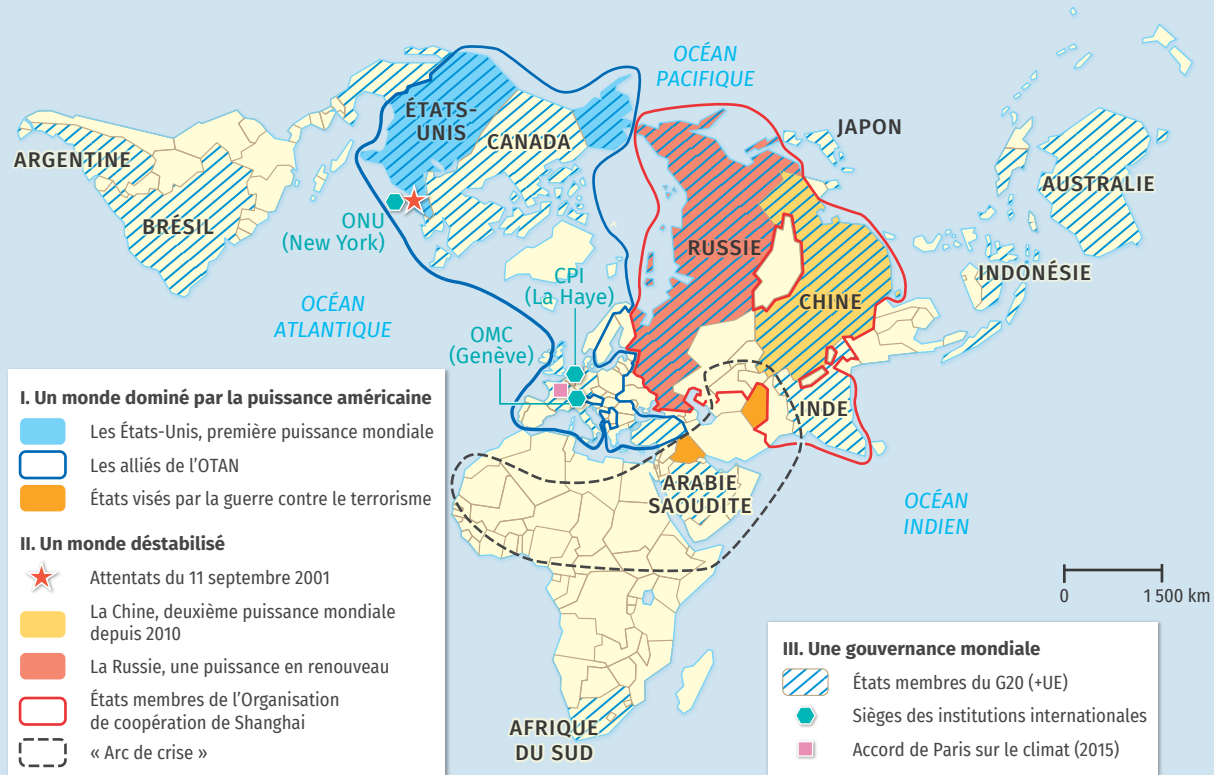 OCÉAN
PACIFIQUE
ÉTATS-
UNIS
CANADA
JAPON
ARGENTINE
BRÉSIL
AUSTRALIE
ONU
(New York)
RUSSIE
CPI
(La Haye)
INDONÉSIE
CHINE
OCÉAN
ATLANTIQUE
OMC
(Genève)
INDE
ARABIE
SAOUDITE
OCÉAN
INDIEN
AFRIQUE
DU SUD
0 1 500 km
I. Un monde dominé par la puissance américaine
Les États-Unis, première puissance mondiale
Les alliés de l’OTAN
États visés par la guerre contre le terrorisme
II. Un monde déstabilisé
Attentats du 11 septembre 2001
La Chine, deuxième puissance mondiale
depuis 2010
La Russie, une puissance en renouveau
États membres de l’Organisation
de coopération de Shanghai
« Arc de crise »
III. Une gouvernance mondiale
États membres du G20 (+UE)
Sièges des institutions internationales
Accord de Paris sur le climat (2015)